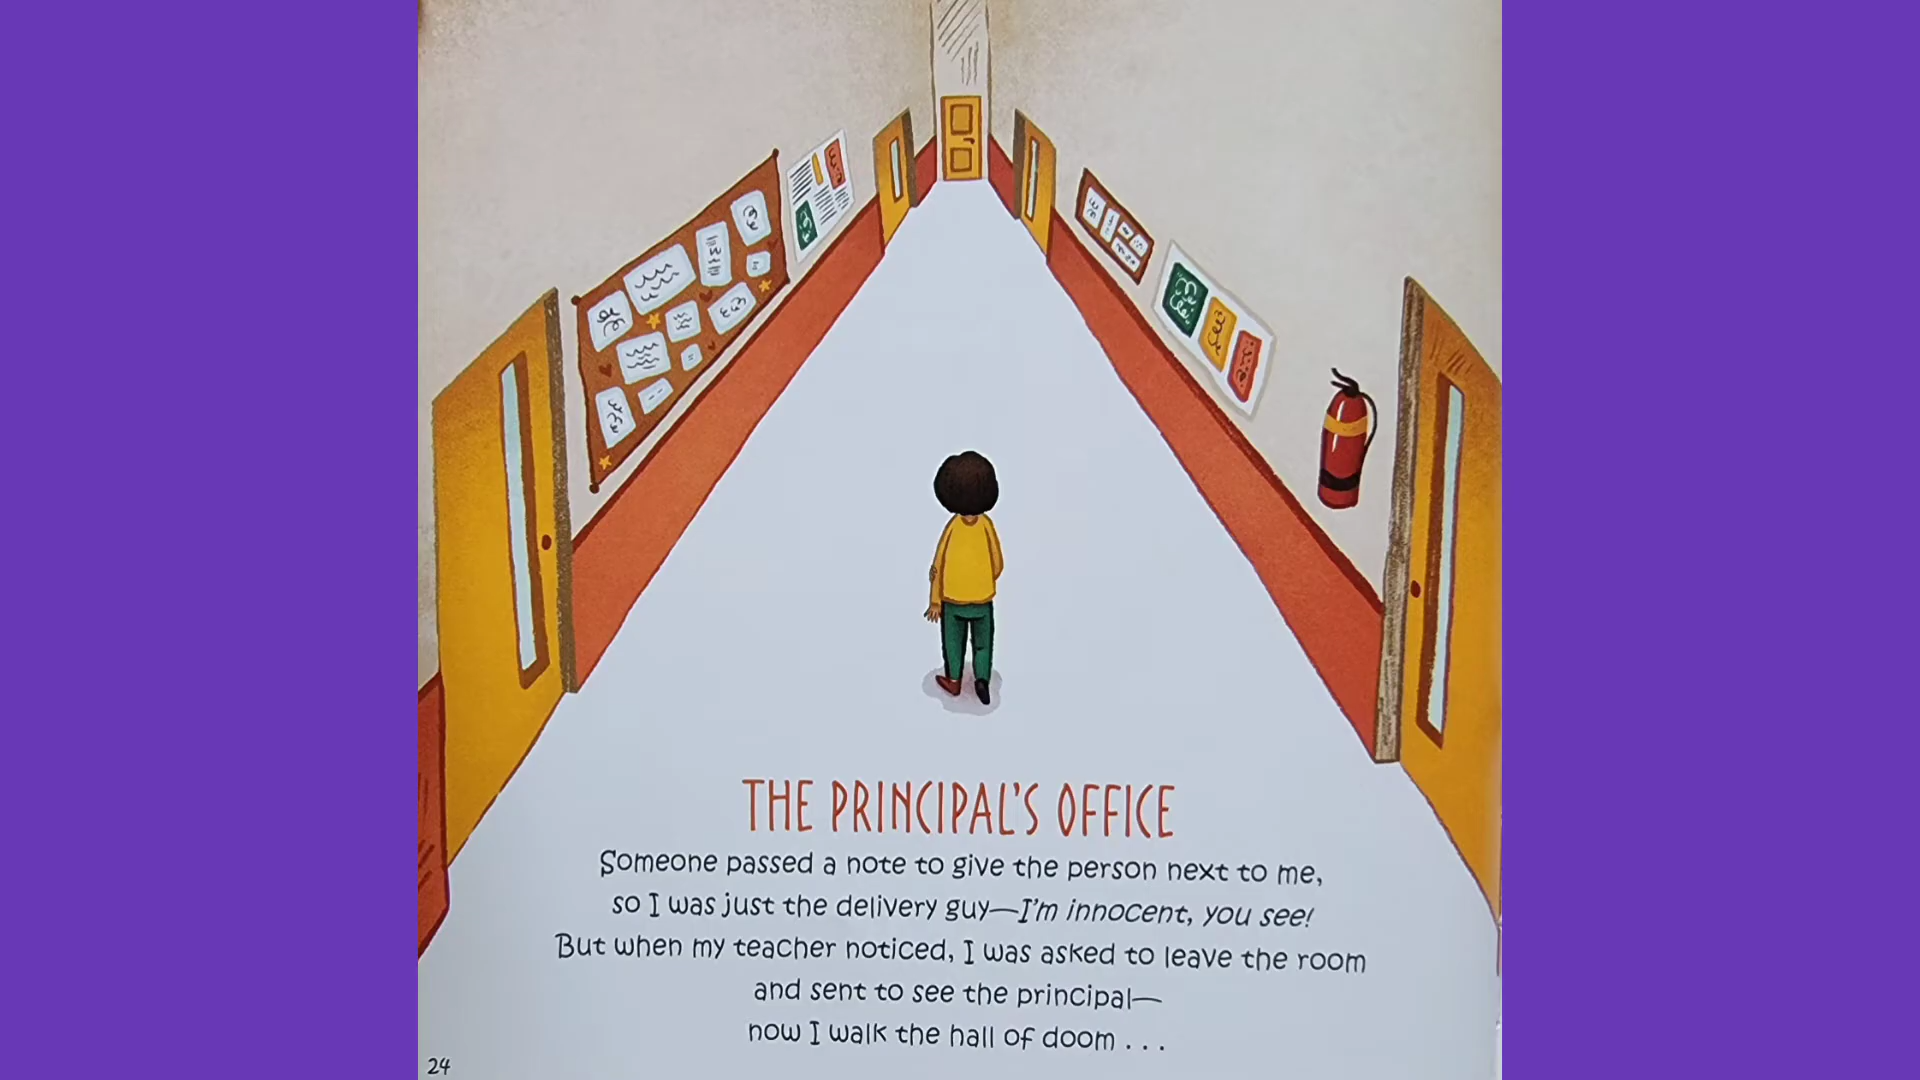 THE PRINCIPAL'S OFFICE
Someone passed a note to give the person next to me,
so I was just the delivery guy—I'm innocent, you see!
But when my teacher noticed, I was asked to leave the room
and sent to see the principal—
now I walk the hall of doom . . .
24